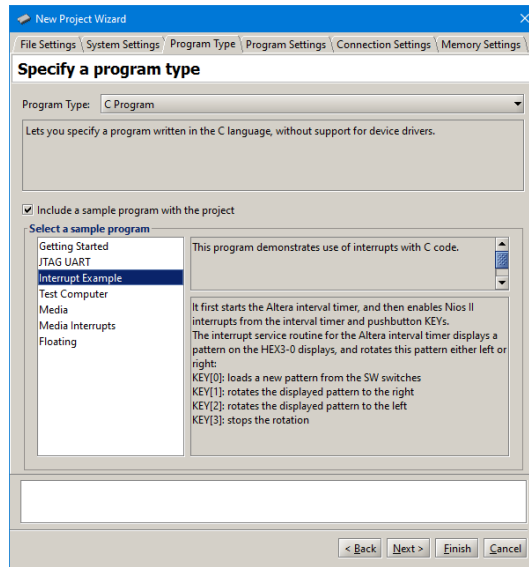 New Project Wizard
File Settings System Settings Program Type Program Settings Connection Settings Memory Settings
Specify a program type
Program Type: C Program
Lets you specify a program written in the C language, without support for device drivers.
Include a sample program with the project
Select a sample program
Getting Started
JTAG UART
Interrupt Example
Test Computer
Media
Media Interrupts
Floating
This program demonstrates use of interrupts with C code.
It first starts the Altera interval timer, and then enables Nios II
interrupts from the interval timer and pushbutton KEYs.
The interrupt service routine for the Altera interval timer displays a
pattern on the HEX3-0 displays, and rotates this pattern either left or
right:
KEY[0]: loads a new pattern from the SW switches
KEY[1]: rotates the displayed pattern to the right
KEY[2]: rotates the displayed pattern to the left
KEY[3]: stops the rotation
< Back Next > Finish Cancel